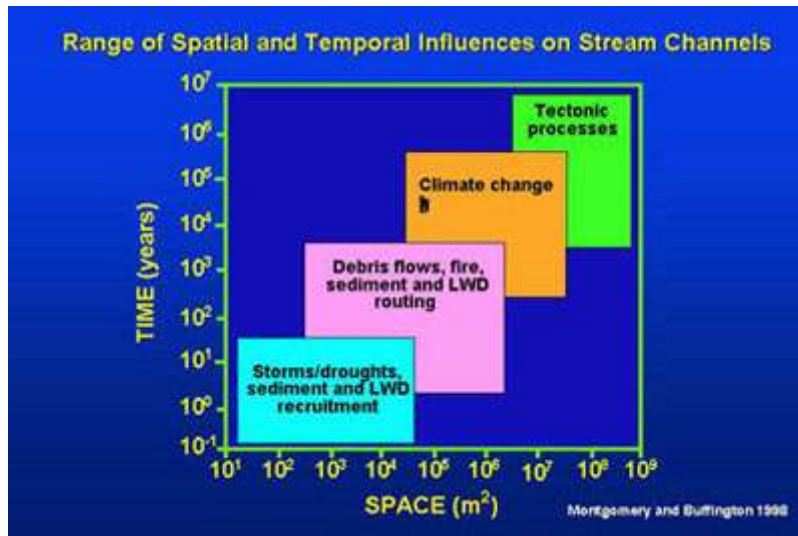 Range of Spatial and Temporal Influences on Stream Channels
10⁷
10⁶
10⁵
10⁴
10³
10²
10¹
10⁰
10⁻¹
TIME (years)
Tectonic
processes
Climate change
Debris flows, fire,
sediment and LWD
routing
Storms/droughts,
sediment and LWD
recruitment
10¹ 10² 10³ 10⁴ 10⁵ 10⁶ 10⁷ 10⁸ 10⁹
SPACE (m²)
Montgomery and Buffington 1998